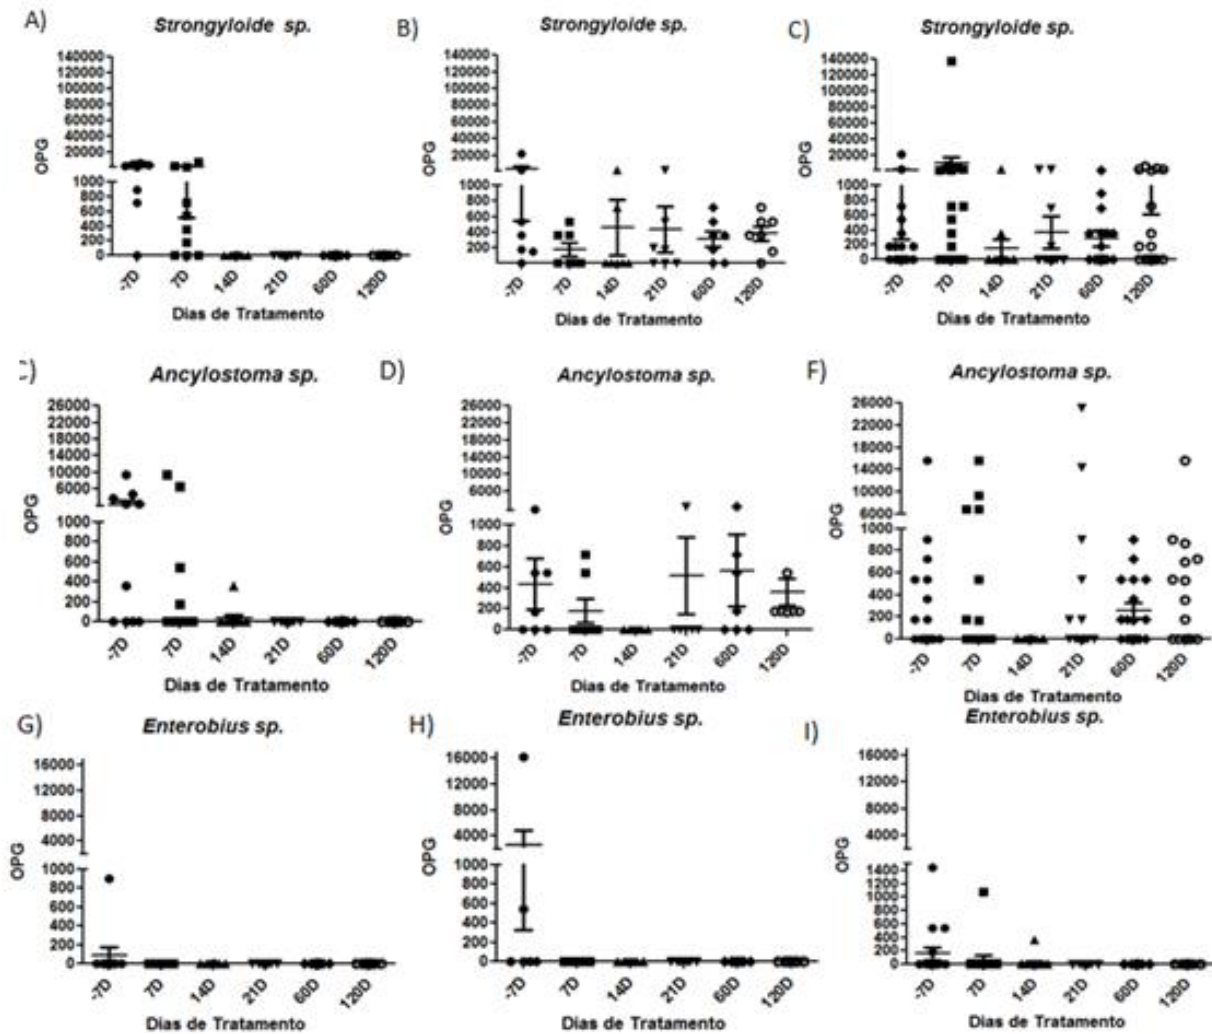 A)
Strongyloide sp.
OPG
140000
120000
100000
80000
60000
40000
20000
1000
800
600
400
200
0
-7D 7D 14D 21D 60D 120D
Dias de Tratamento
B)
Strongyloide sp.
OPG
140000
120000
100000
80000
60000
40000
20000
1000
800
600
400
200
0
-7D 7D 14D 21D 60D 120D
Dias de Tratamento
C)
Strongyloide sp.
OPG
140000
120000
100000
80000
60000
40000
20000
1000
800
600
400
200
0
-7D 7D 14D 21D 60D 120D
Dias de Tratamento
C)
Ancylostoma sp.
OPG
26000
22000
18000
14000
10000
6000
1000
800
600
400
200
0
-7D 7D 14D 21D 60D 120D
Dias de Tratamento
D)
Ancylostoma sp.
OPG
26000
22000
18000
14000
10000
6000
1000
800
600
400
200
0
-7D 7D 14D 21D 60D 120D
Dias de Tratamento
F)
Ancylostoma sp.
OPG
26000
22000
18000
14000
10000
6000
1000
800
600
400
200
0
-7D 7D 14D 21D 60D 120D
Dias de Tratamento
G)
Enterobius sp.
OPG
16000
12000
8000
4000
1000
800
600
400
200
0
-7D 7D 14D 21D 60D 120D
Dias de Tratamento
H)
Enterobius sp.
OPG
16000
12000
8000
4000
1000
800
600
400
200
0
-7D 7D 14D 21D 60D 120D
Dias de Tratamento
I)
Enterobius sp.
OPG
16000
12000
8000
4000
1400
1200
1000
800
600
400
200
0
-7D 7D 14D 21D 60D 120D
Dias de Tratamento